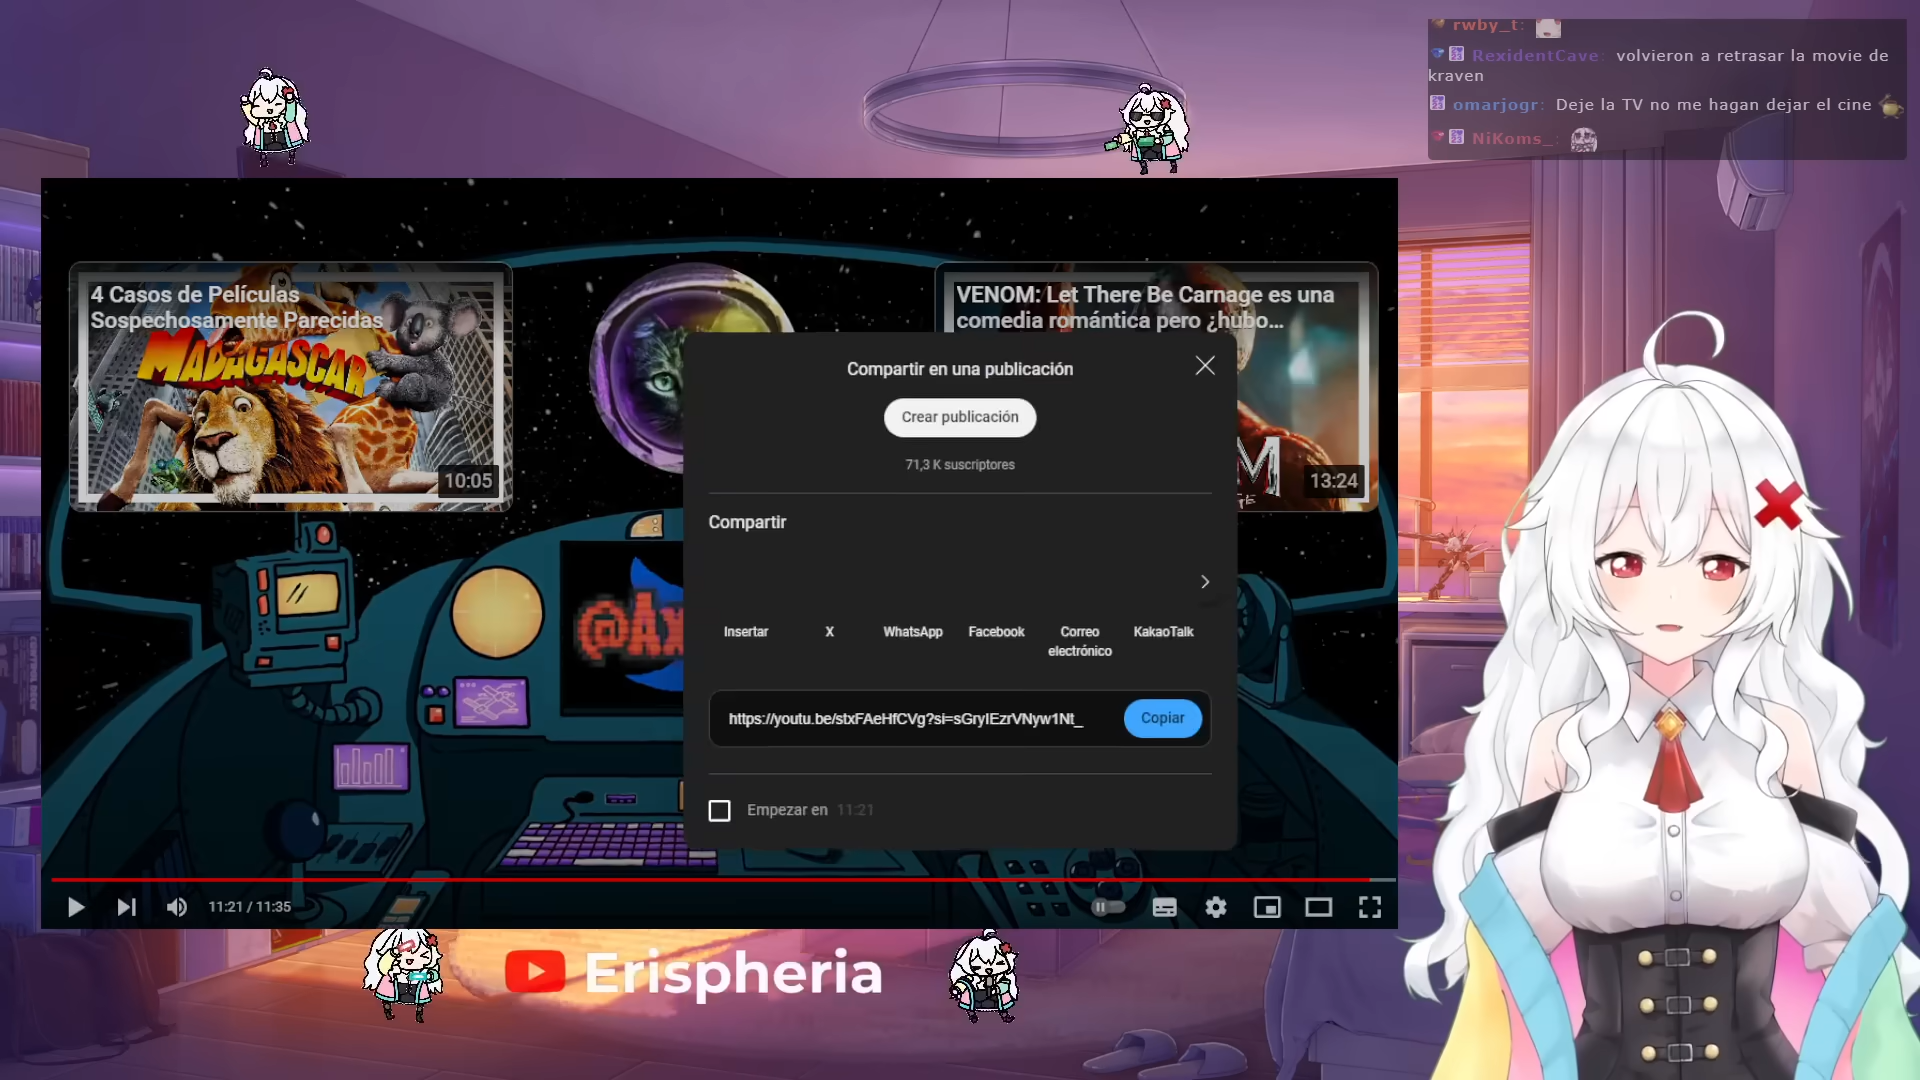 rwby_t:
RexidentCave: volvieron a retrasar la movie de
kraven
omarjogr: Deje la TV no me hagan dejar el cine
NiKoms_:
4 Casos de Películas
Sospechosamente Parecidas
MADAGASCAR
10:05
VENOM: Let There Be Carnage es una
comedia romántica pero ¿hubo...
13:24
Compartir en una publicación
Crear publicación
71,3 K suscriptores
Compartir
Insertar
X
WhatsApp
Facebook
Correo
electrónico
KakaoTalk
@Ax
https://youtu.be/stxFAeHfCVg?si=sGryIEzrVNyw1Nt_
Copiar
Empezar en 11:21
11:21 / 11:35
Erispheria